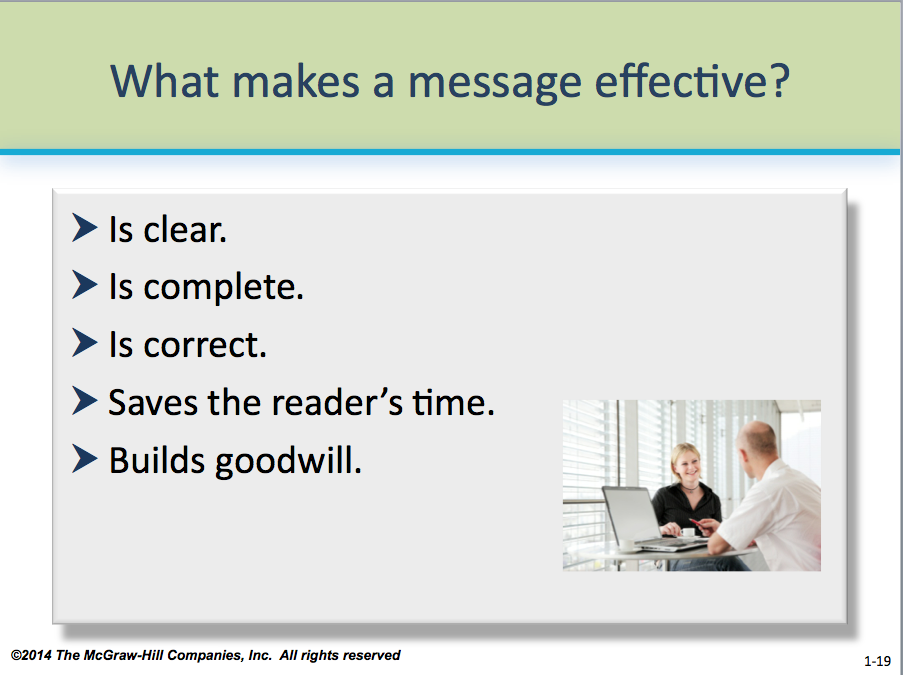 What makes a message effective?
Is clear.
Is complete.
Is correct.
Saves the reader’s time.
Builds goodwill.
©2014 The McGraw-Hill Companies, Inc. All rights reserved
1-19